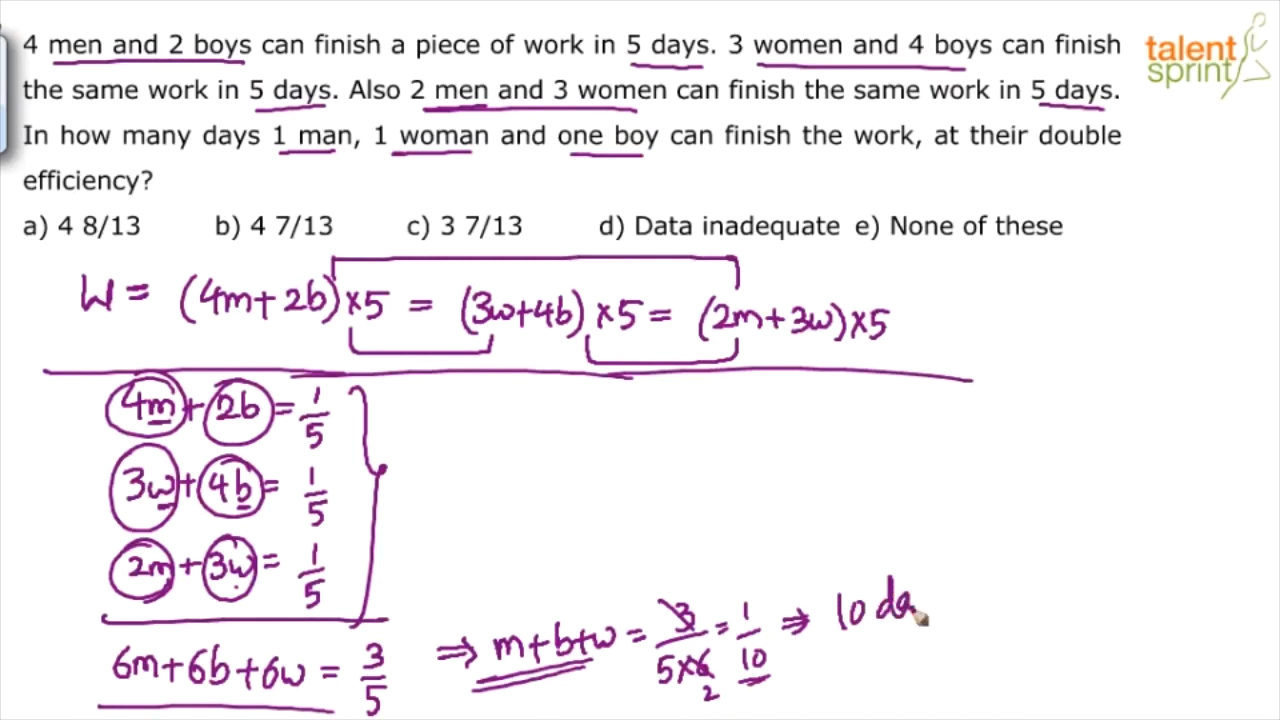 4 men and 2 boys can finish a piece of work in 5 days. 3 women and 4 boys can finish
the same work in 5 days. Also 2 men and 3 women can finish the same work in 5 days.
In how many days 1 man, 1 woman and one boy can finish the work, at their double
efficiency?
talent
sprint
a) 4 8/13 b) 4 7/13 c) 3 7/13 d) Data inadequate e) None of these
W = (4m+2b)×5 = (3w+4b)×5 = (2m+3w)×5
4m+2b = 1/5
3w+4b = 1/5
2m+3w = 1/5
6m+6b+6w = 3/5 ⇒ m+b+w = 3/5×6 = 1/10 ⇒ 10 da
2